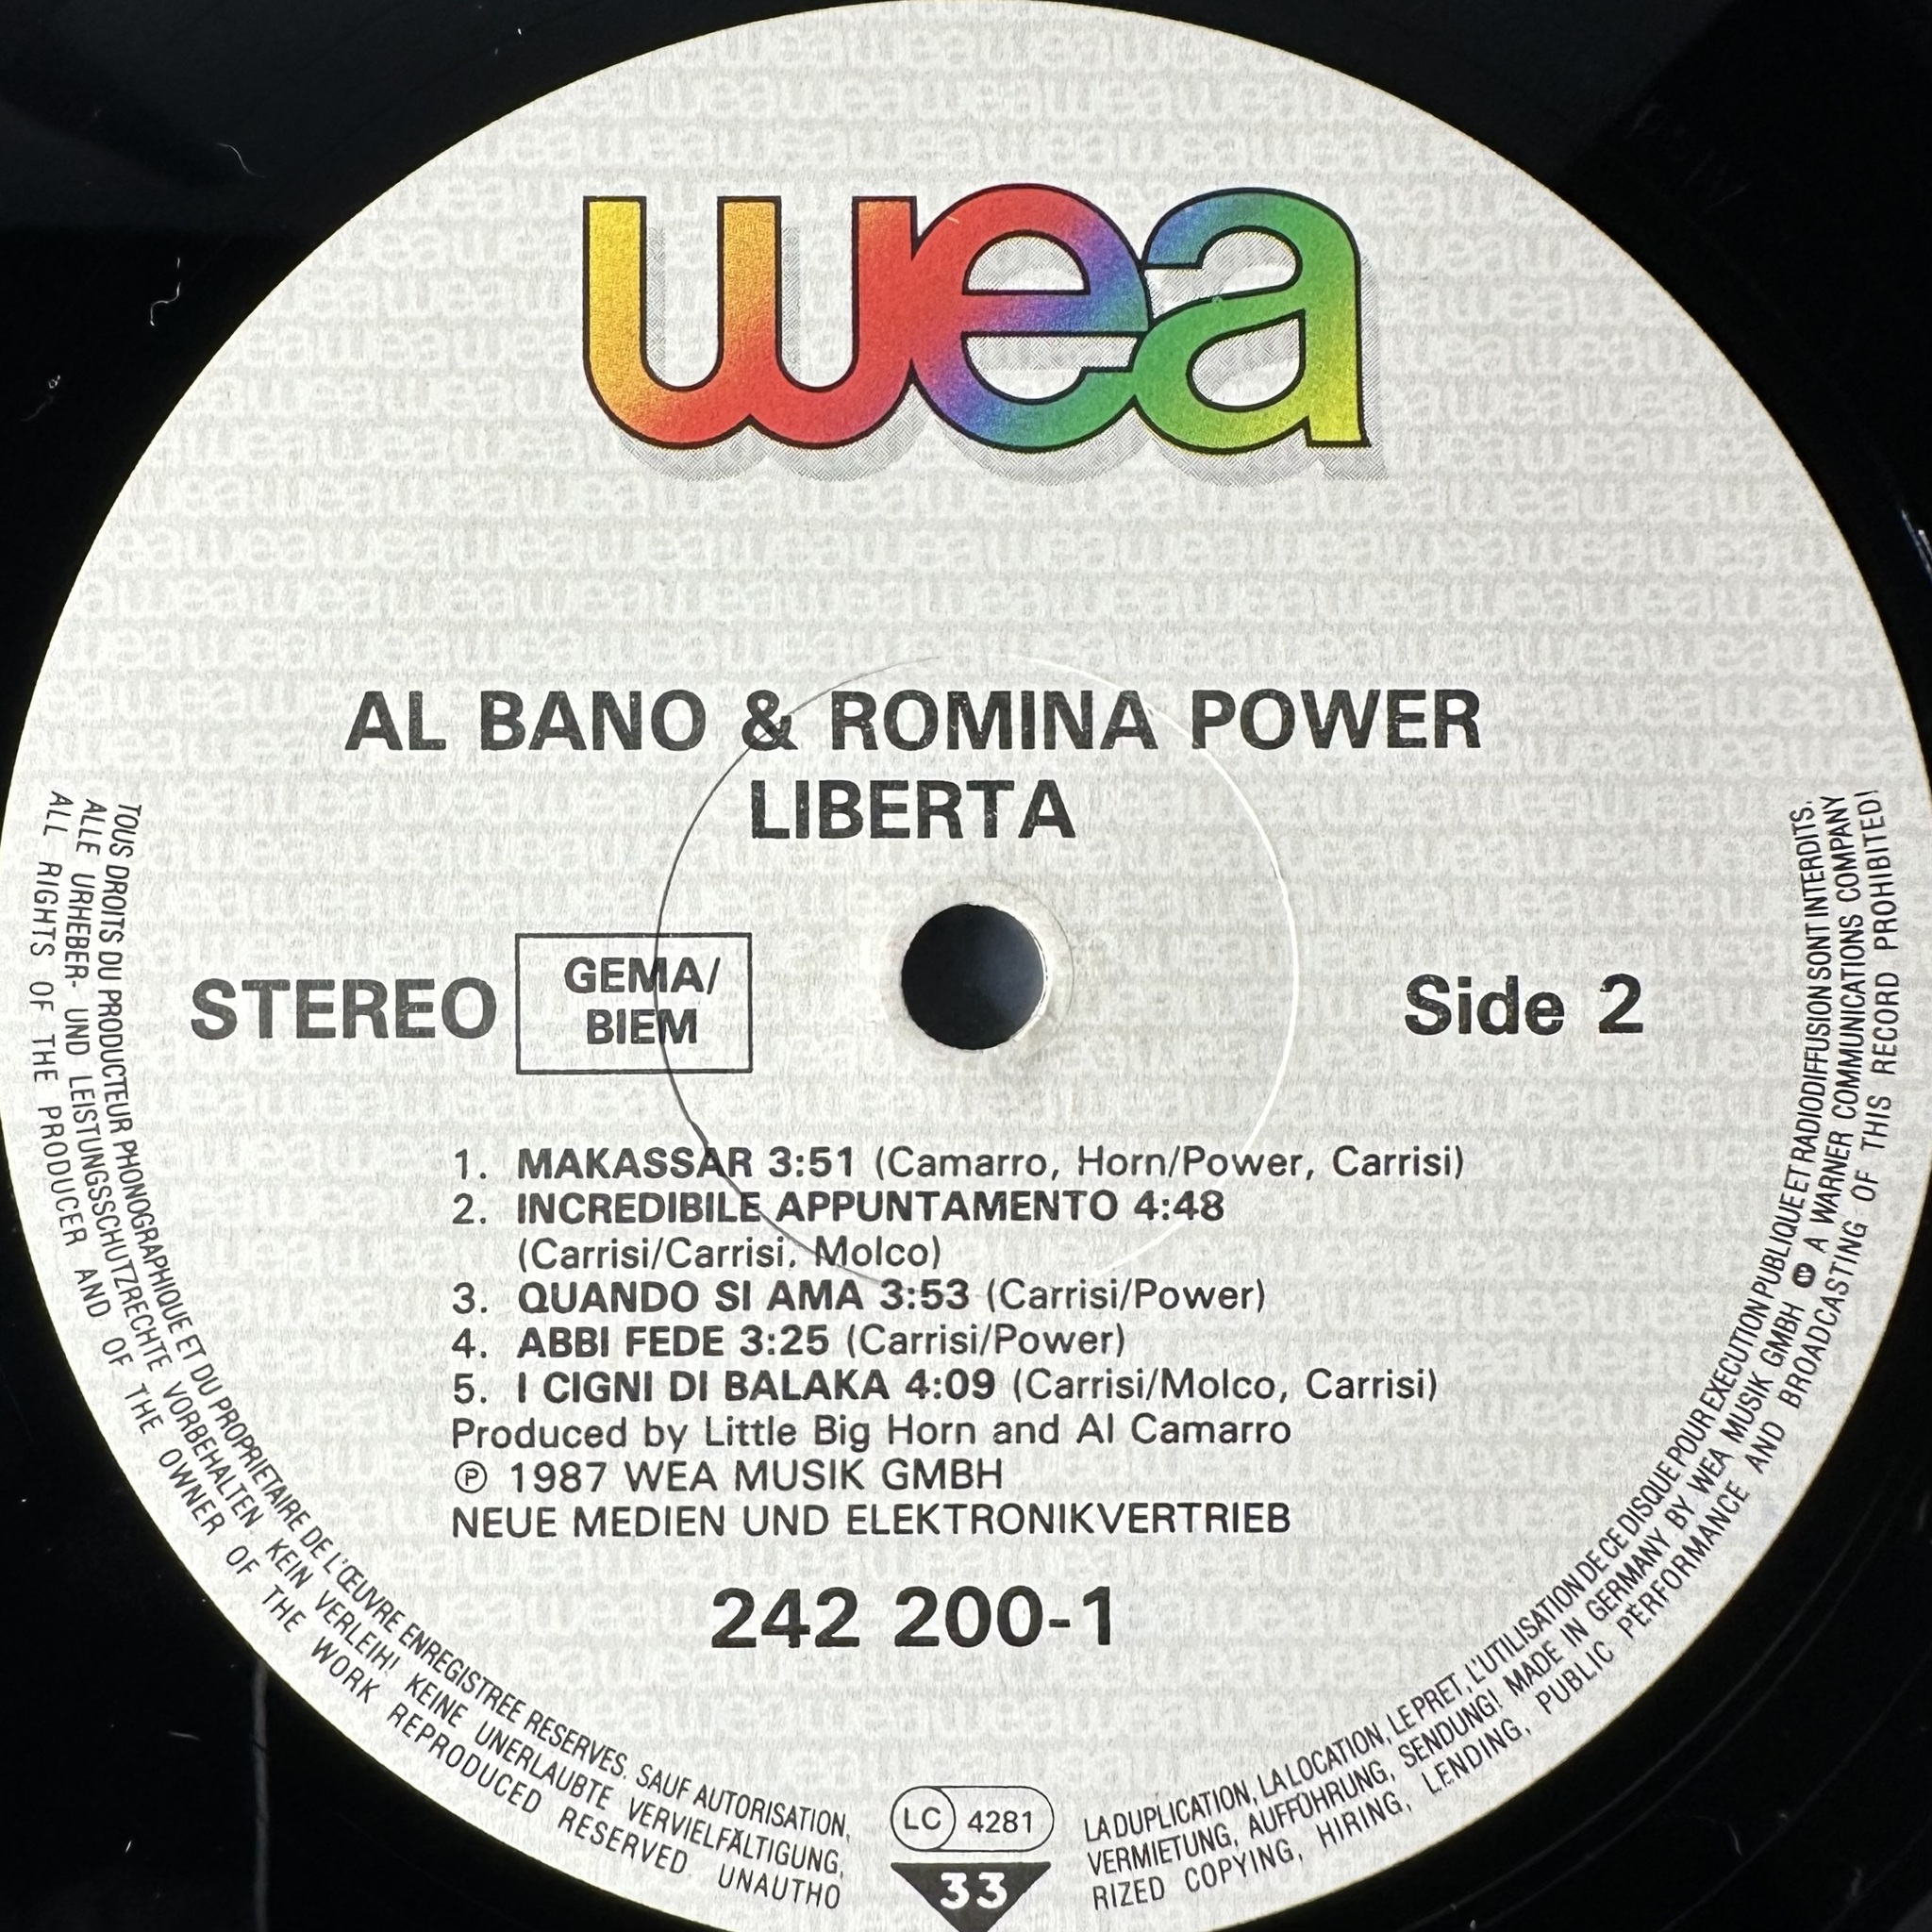 wea
AL BANO & ROMINA POWER
LIBERTA
STEREO
GEMA/
BIEM
Side 2
1. MAKASSAR 3:51 (Camarro, Horn/Power, Carrisi)
2. INCREDIBILE APPUNTAMENTO 4:48
(Carrisi/Carrisi, Molco)
3. QUANDO SI AMA 3:53 (Carrisi/Power)
4. ABBI FEDE 3:25 (Carrisi/Power)
5. I CIGNI DI BALAKA 4:09 (Carrisi/Molco, Carrisi)
Produced by Little Big Horn and Al Camarro
℗ 1987 WEA MUSIK GMBH
NEUE MEDIEN UND ELEKTRONIKVERTRIEB
242 200-1
LC 4281
33
TOUS DROITS DU PRODUCTEUR PHONOGRAPHIQUE ET DU PROPRIETAIRE DE L'ŒUVRE ENREGISTREE RESERVES. SAUF AUTORISATION, LA DUPLICATION, LA LOCATION, LE PRET, L'UTILISATION DE CE DISQUE POUR EXECUTION PUBLIQUE ET RADIODIFFUSION SONT INTERDITS.
ALLE URHEBER- UND LEISTUNGSSCHUTZRECHTE VORBEHALTEN. KEIN VERLEIH! KEINE UNERLAUBTE VERVIELFÄLTIGUNG, VERMIETUNG, AUFFÜHRUNG, SENDUNG! MADE IN GERMANY BY WEA MUSIK GMBH A WARNER COMMUNICATIONS COMPANY
ALL RIGHTS OF THE PRODUCER AND OF THE OWNER OF THE WORK REPRODUCED RESERVED. UNAUTHORIZED COPYING, HIRING, LENDING, PUBLIC PERFORMANCE AND BROADCASTING OF THIS RECORD PROHIBITED!